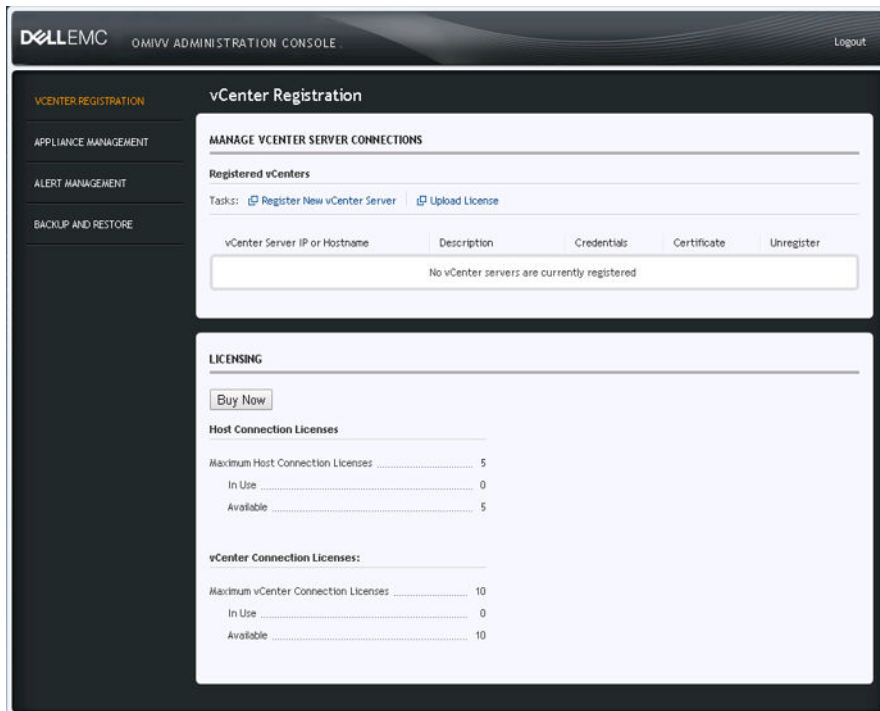 DELLEMC OMIVV ADMINISTRATION CONSOLE Logout
VCENTER REGISTRATION
APPLIANCE MANAGEMENT
ALERT MANAGEMENT
BACKUP AND RESTORE
vCenter Registration
MANAGE VCENTER SERVER CONNECTIONS
Registered vCenters
Tasks: Register New vCenter Server Upload License
vCenter Server IP or Hostname Description Credentials Certificate Unregister
No vCenter servers are currently registered
LICENSING
Buy Now
Host Connection Licenses
Maximum Host Connection Licenses 5
In Use 0
Available 5
vCenter Connection Licenses:
Maximum vCenter Connection Licenses 10
In Use 0
Available 10